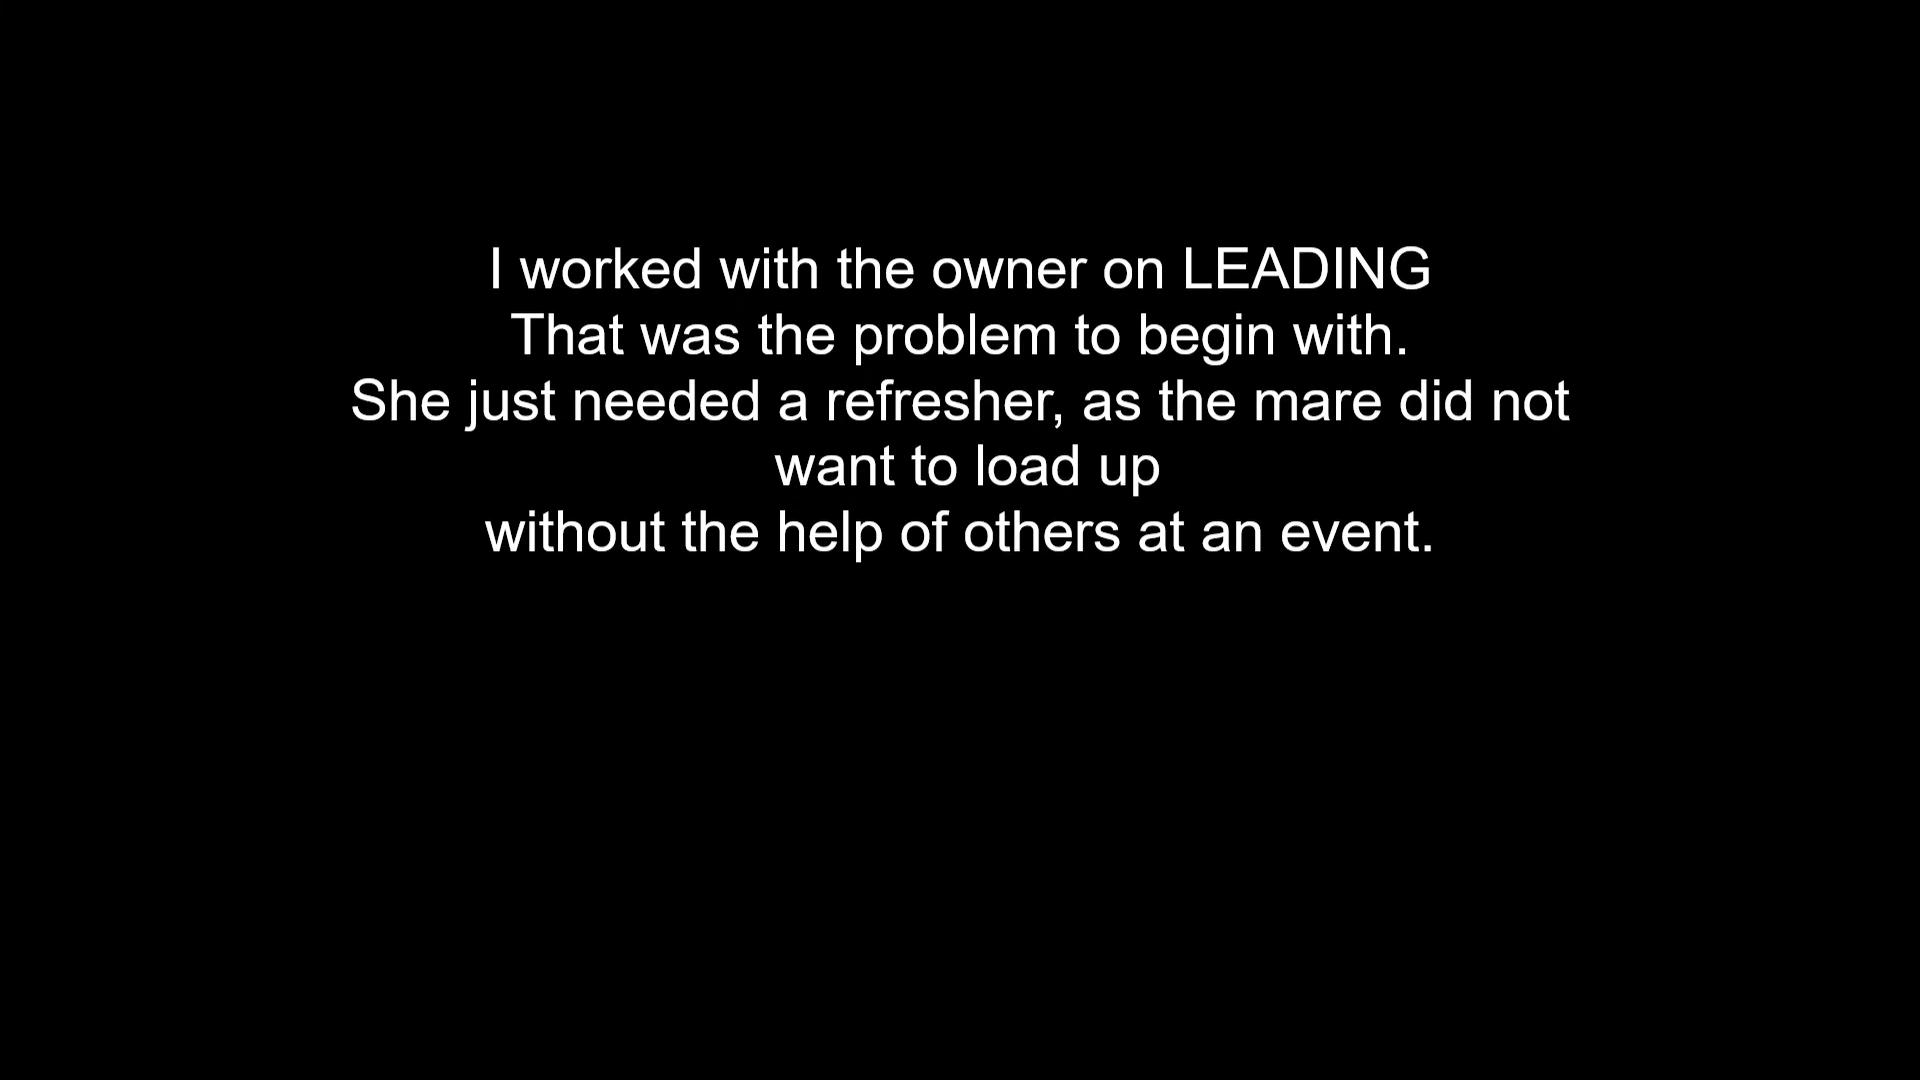 I worked with the owner on LEADING
That was the problem to begin with.
She just needed a refresher, as the mare did not
want to load up
without the help of others at an event.